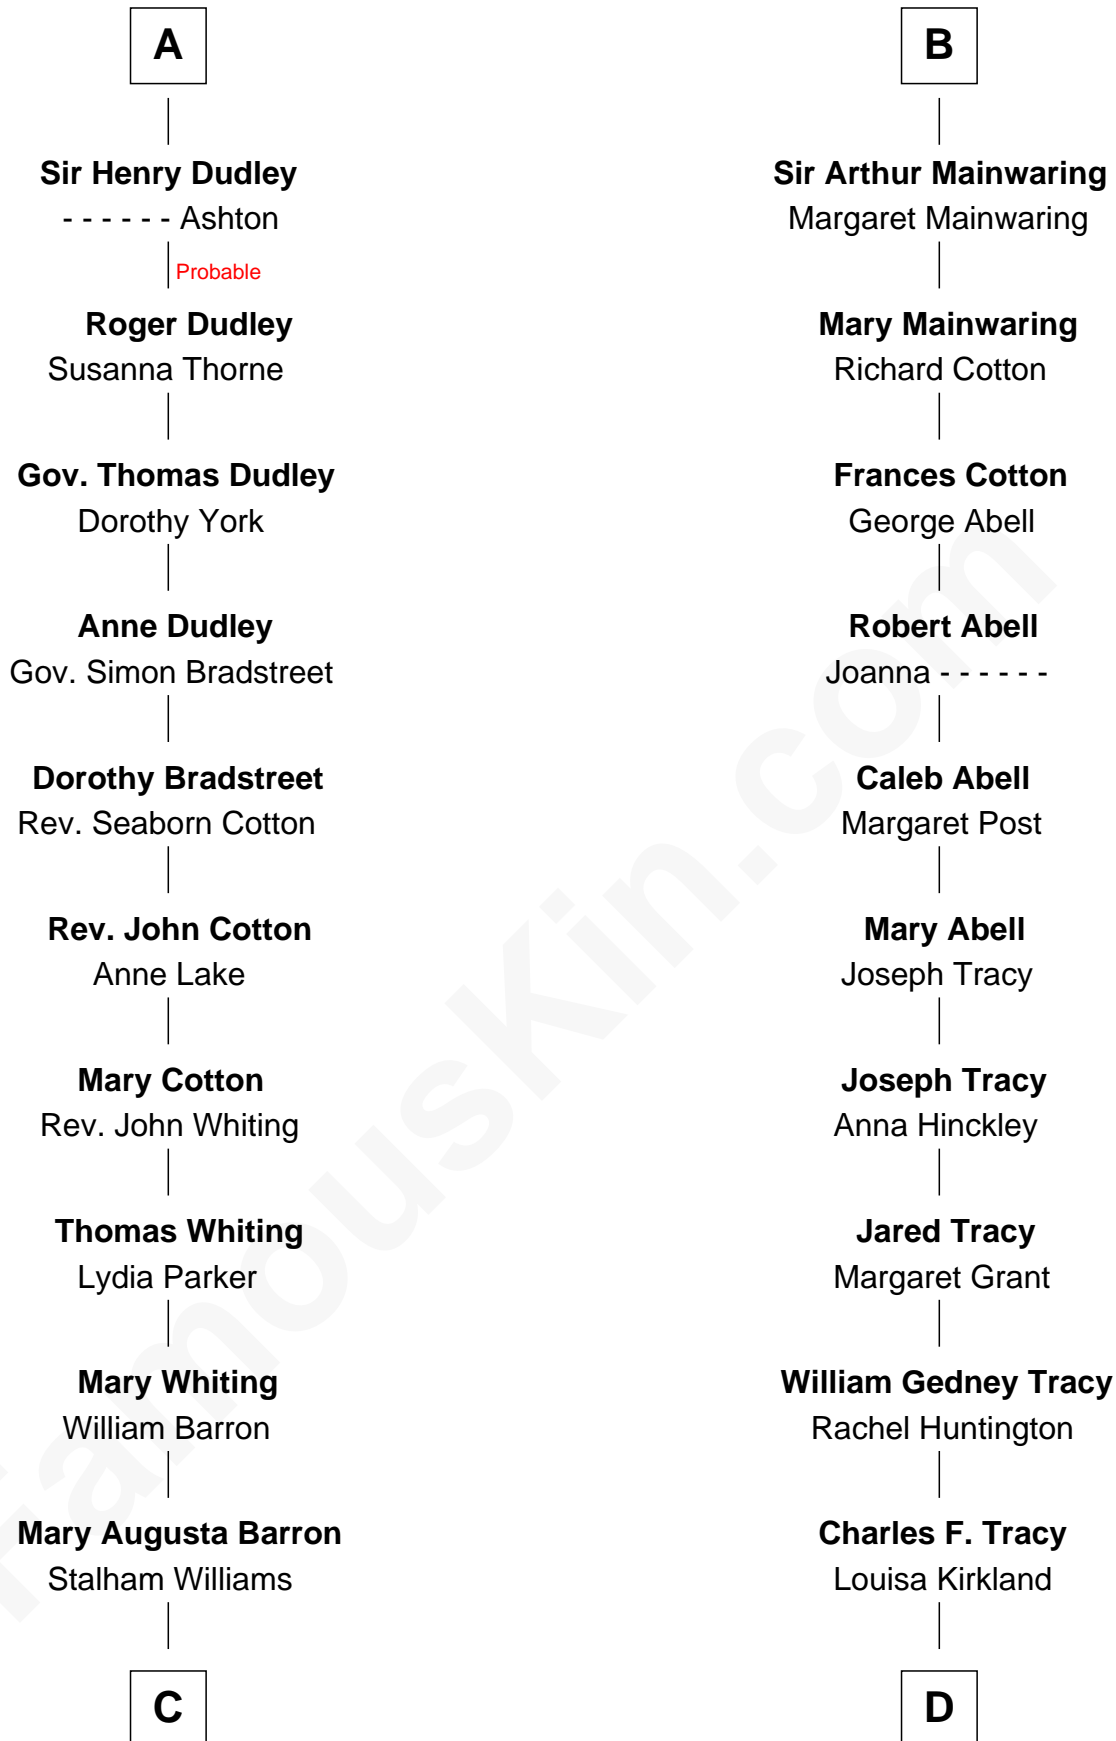 A
Sir Henry Dudley
- - - - - - Ashton
Probable
Roger Dudley
Susanna Thorne
Gov. Thomas Dudley
Dorothy York
Anne Dudley
Gov. Simon Bradstreet
Dorothy Bradstreet
Rev. Seaborn Cotton
Rev. John Cotton
Anne Lake
Mary Cotton
Rev. John Whiting
Thomas Whiting
Lydia Parker
Mary Whiting
William Barron
Mary Augusta Barron
Stalham Williams
C
B
Sir Arthur Mainwaring
Margaret Mainwaring
Mary Mainwaring
Richard Cotton
Frances Cotton
George Abell
Robert Abell
Joanna - - - - - -
Caleb Abell
Margaret Post
Mary Abell
Joseph Tracy
Joseph Tracy
Anna Hinckley
Jared Tracy
Margaret Grant
William Gedney Tracy
Rachel Huntington
Charles F. Tracy
Louisa Kirkland
D
FamousKin.com